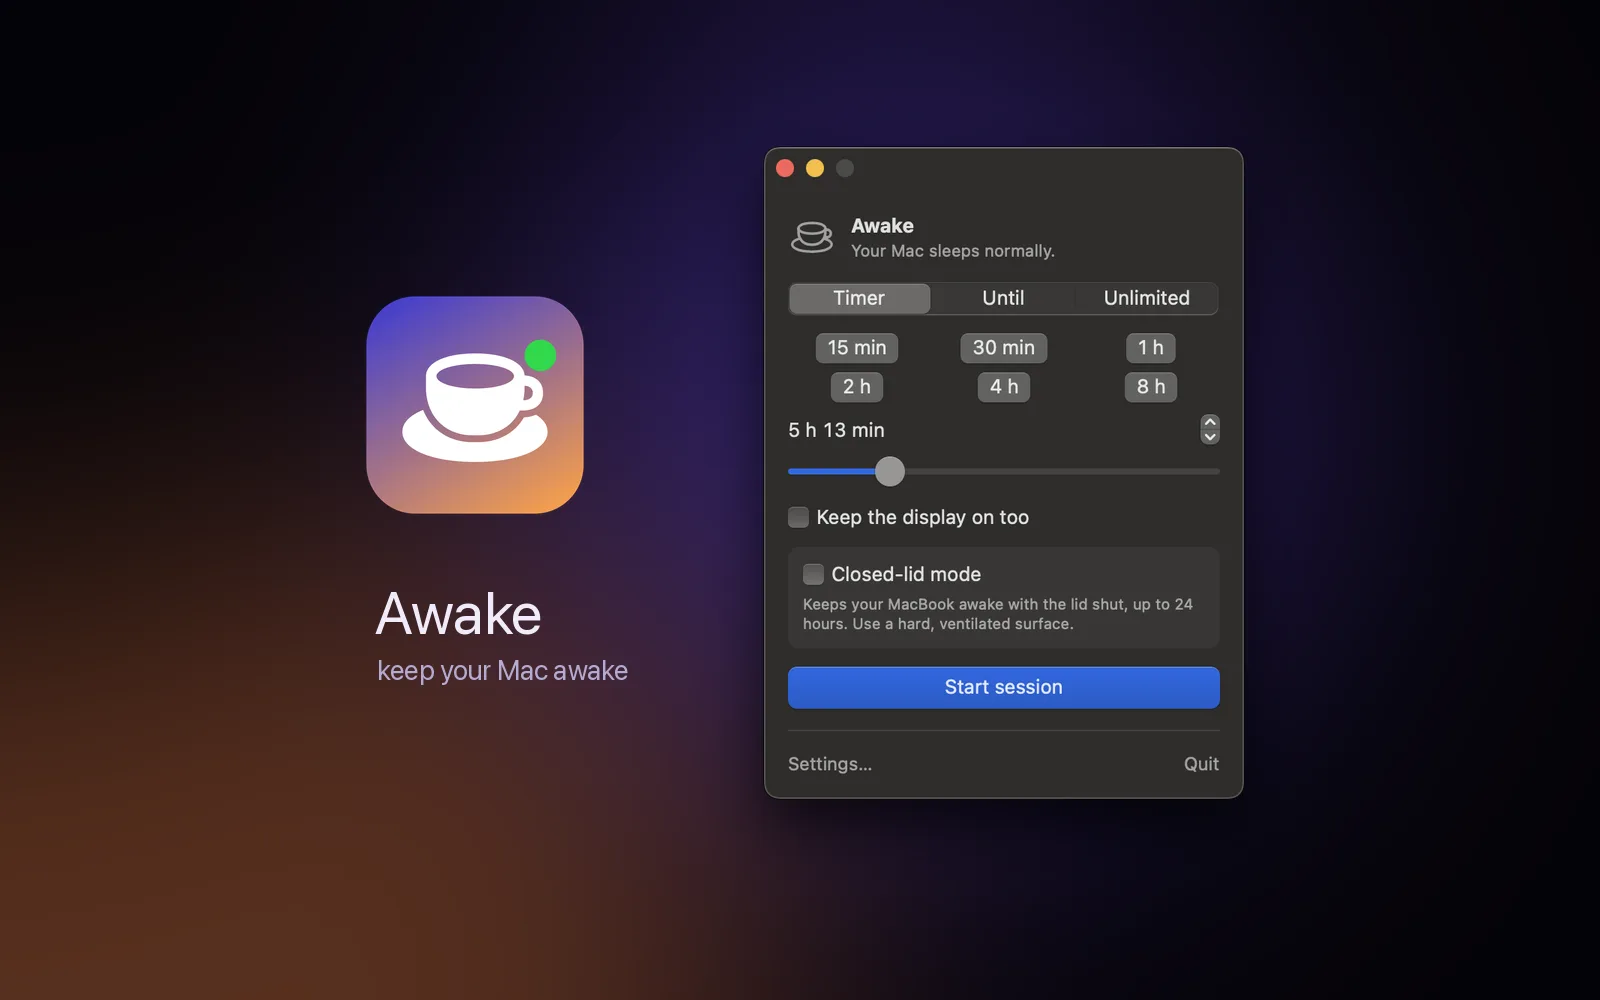 Awake
keep your Mac awake
Awake
Your Mac sleeps normally.
Timer Until Unlimited
15 min 30 min 1 h
2 h 4 h 8 h
5 h 13 min
Keep the display on too
Closed-lid mode
Keeps your MacBook awake with the lid shut, up to 24
hours. Use a hard, ventilated surface.
Start session
Settings... Quit